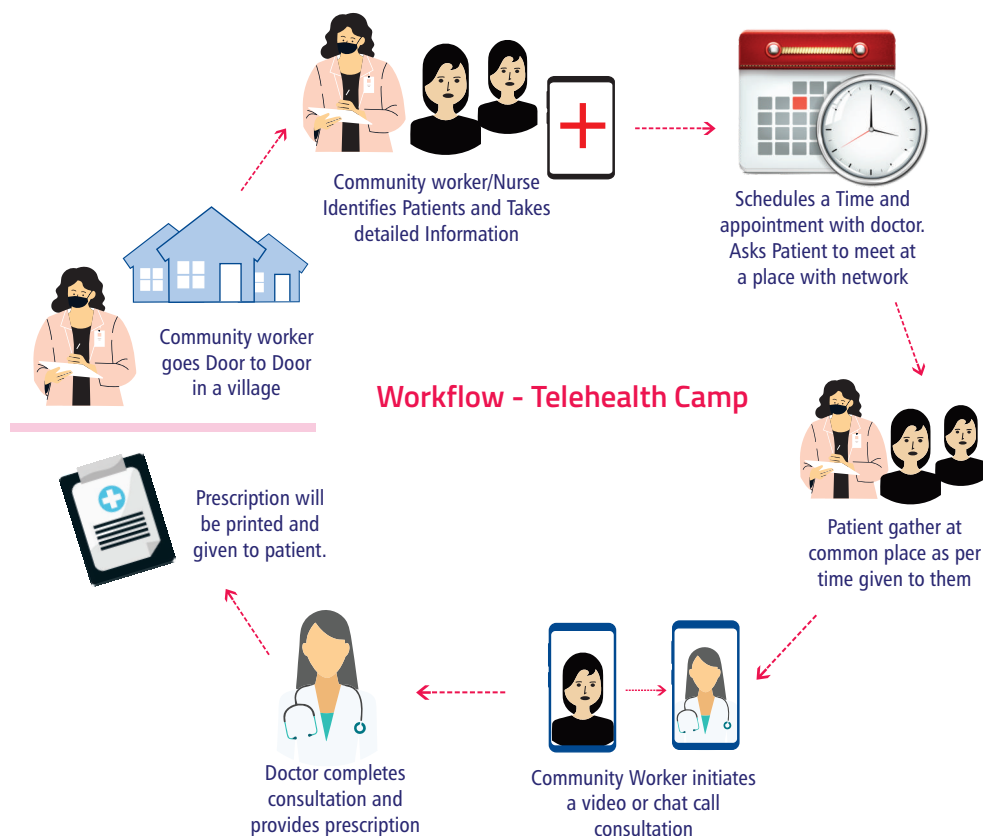 Community worker/Nurse
Identifies Patients and Takes
detailed Information
Schedules a Time and
appointment with doctor.
Asks Patient to meet at
a place with network
Community worker
goes Door to Door
in a village
Workflow - Telehealth Camp
Patient gather at
common place as per
time given to them
Prescription will
be printed and
given to patient.
Doctor completes
consultation and
provides prescription
Community Worker initiates
a video or chat call
consultation